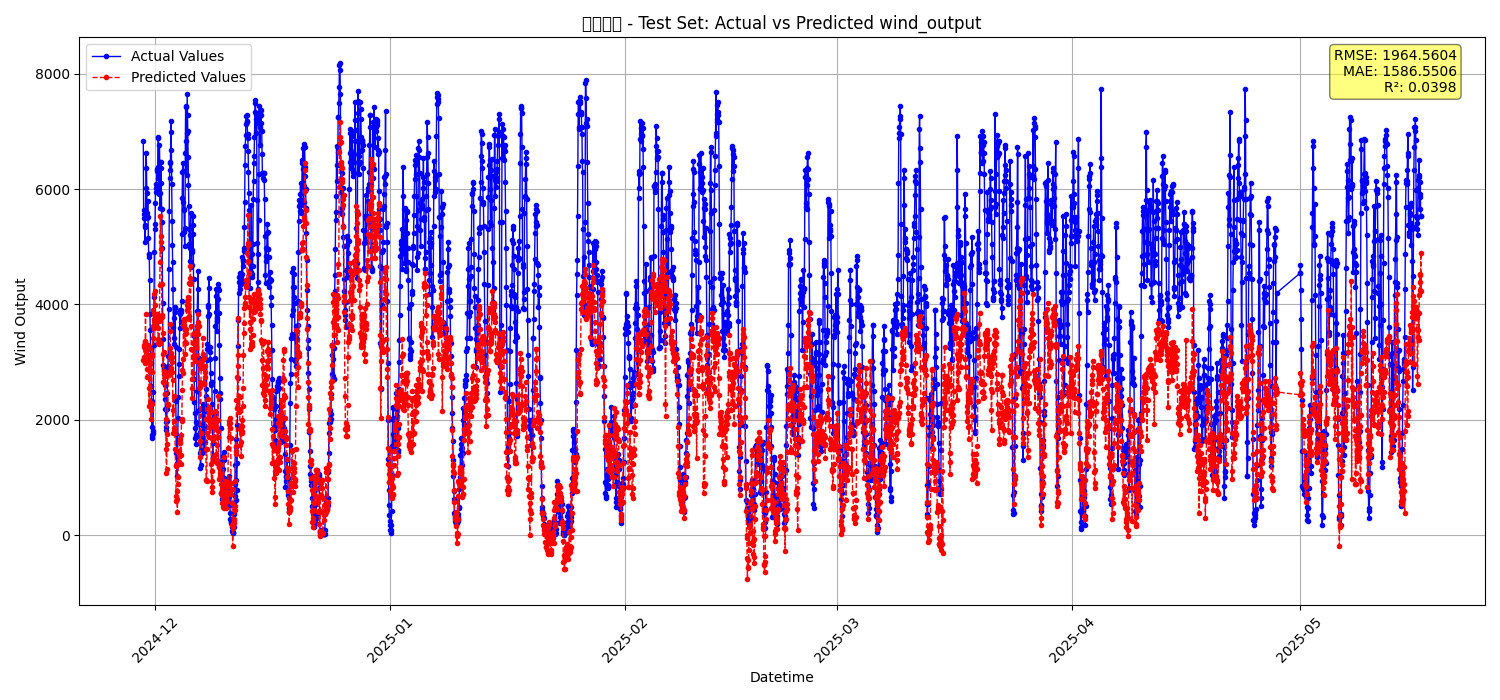 - Test Set: Actual vs Predicted wind_output
Actual Values
Predicted Values
RMSE: 1964.5604
MAE: 1586.5506
R²: 0.0398
Wind Output
8000
6000
4000
2000
0
2024-12
2025-01
2025-02
2025-03
2025-04
2025-05
Datetime